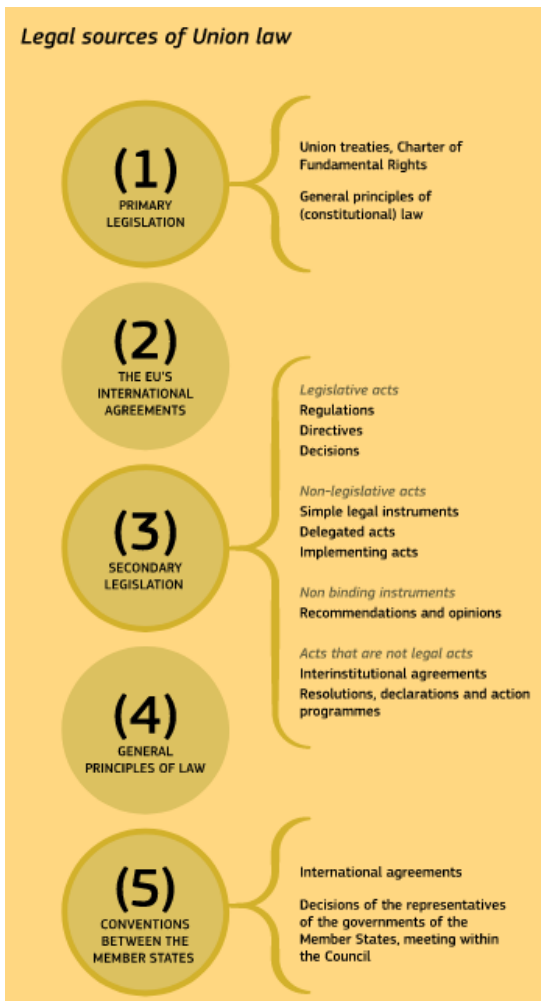 Legal sources of Union law
(1)
PRIMARY
LEGISLATION
Union treaties, Charter of
Fundamental Rights
General principles of
(constitutional) law
(2)
THE EU'S
INTERNATIONAL
AGREEMENTS
(3)
SECONDARY
LEGISLATION
Legislative acts
Regulations
Directives
Decisions
Non-legislative acts
Simple legal instruments
Delegated acts
Implementing acts
Non binding instruments
Recommendations and opinions
Acts that are not legal acts
Interinstitutional agreements
Resolutions, declarations and action
programmes
(4)
GENERAL
PRINCIPLES OF LAW
(5)
CONVENTIONS
BETWEEN THE
MEMBER STATES
International agreements
Decisions of the representatives
of the governments of the
Member States, meeting within
the Council